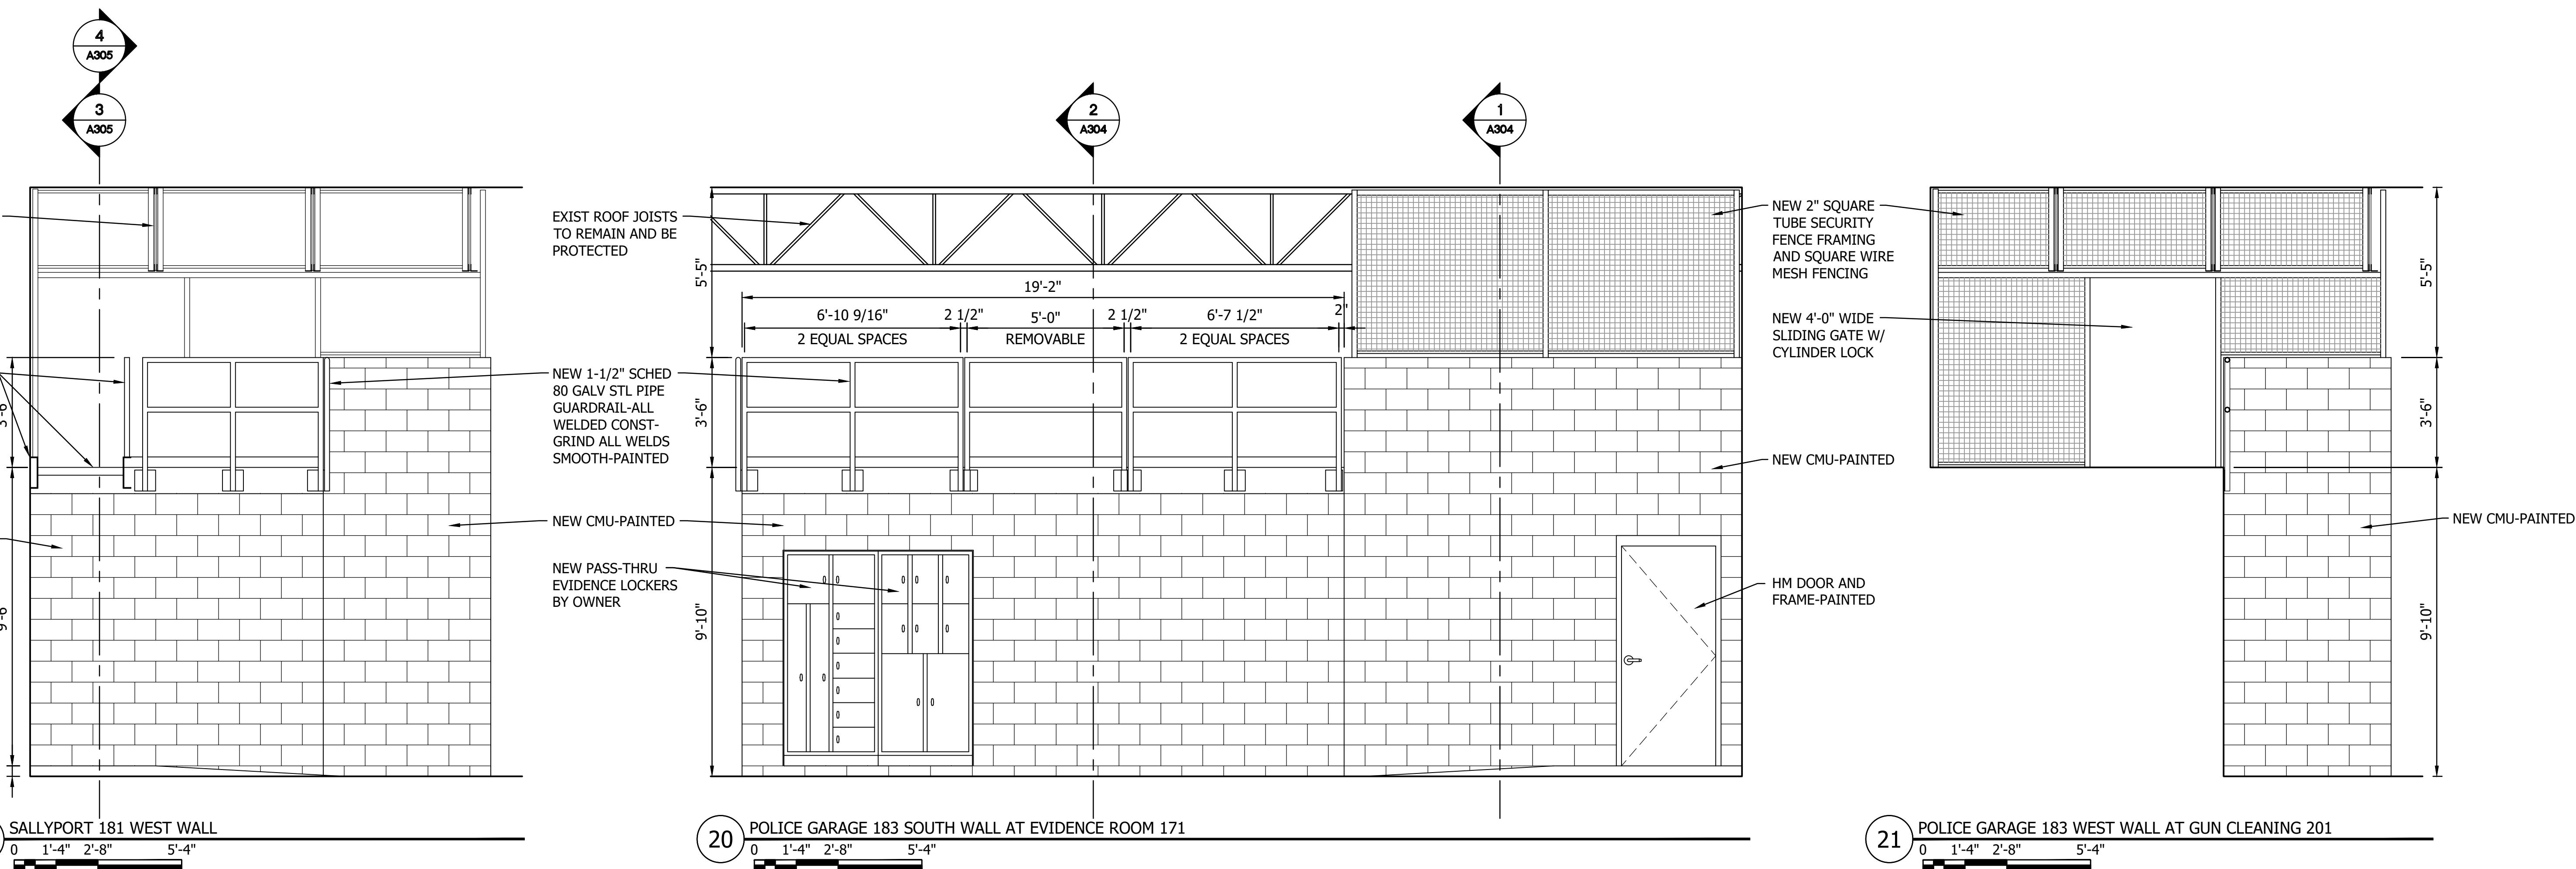 4
A305
3
A305
2
A304
1
A304
EXIST ROOF JOISTS
TO REMAIN AND BE
PROTECTED
NEW 1-1/2" SCHED
80 GALV STL PIPE
GUARDRAIL-ALL
WELDED CONST-
GRIND ALL WELDS
SMOOTH-PAINTED
NEW CMU-PAINTED
NEW PASS-THRU
EVIDENCE LOCKERS
BY OWNER
3'-6"
9'-6"
SALLYPORT 181 WEST WALL
0 1'-4" 2'-8" 5'-4"
5'-5"
3'-6"
9'-10"
19'-2"
6'-10 9/16" 2 1/2" 5'-0" 2 1/2" 6'-7 1/2" 2"
2 EQUAL SPACES REMOVABLE 2 EQUAL SPACES
20 POLICE GARAGE 183 SOUTH WALL AT EVIDENCE ROOM 171
0 1'-4" 2'-8" 5'-4"
NEW 2" SQUARE
TUBE SECURITY
FENCE FRAMING
AND SQUARE WIRE
MESH FENCING
NEW 4'-0" WIDE
SLIDING GATE W/
CYLINDER LOCK
NEW CMU-PAINTED
HM DOOR AND
FRAME-PAINTED
5'-5"
3'-6"
9'-10"
NEW CMU-PAINTED
21 POLICE GARAGE 183 WEST WALL AT GUN CLEANING 201
0 1'-4" 2'-8" 5'-4"